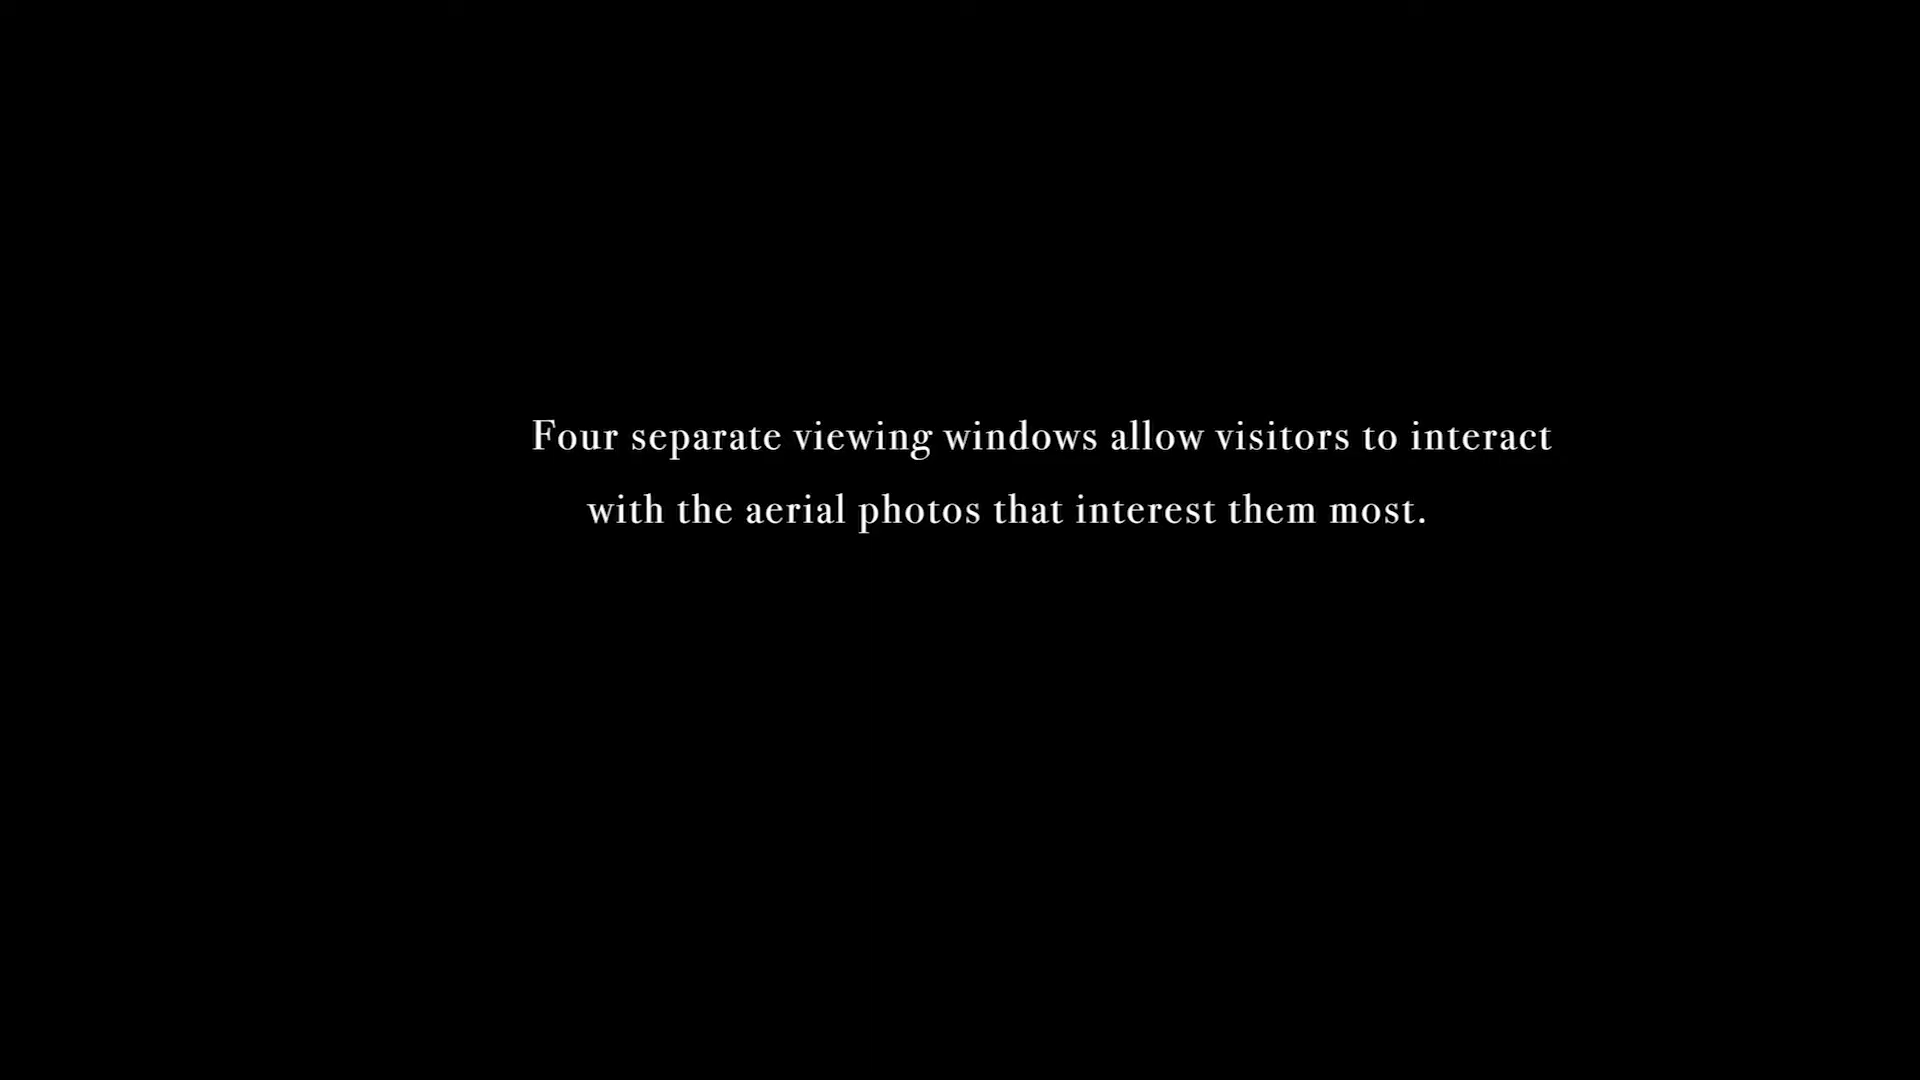 Four separate viewing windows allow visitors to interact
with the aerial photos that interest them most.